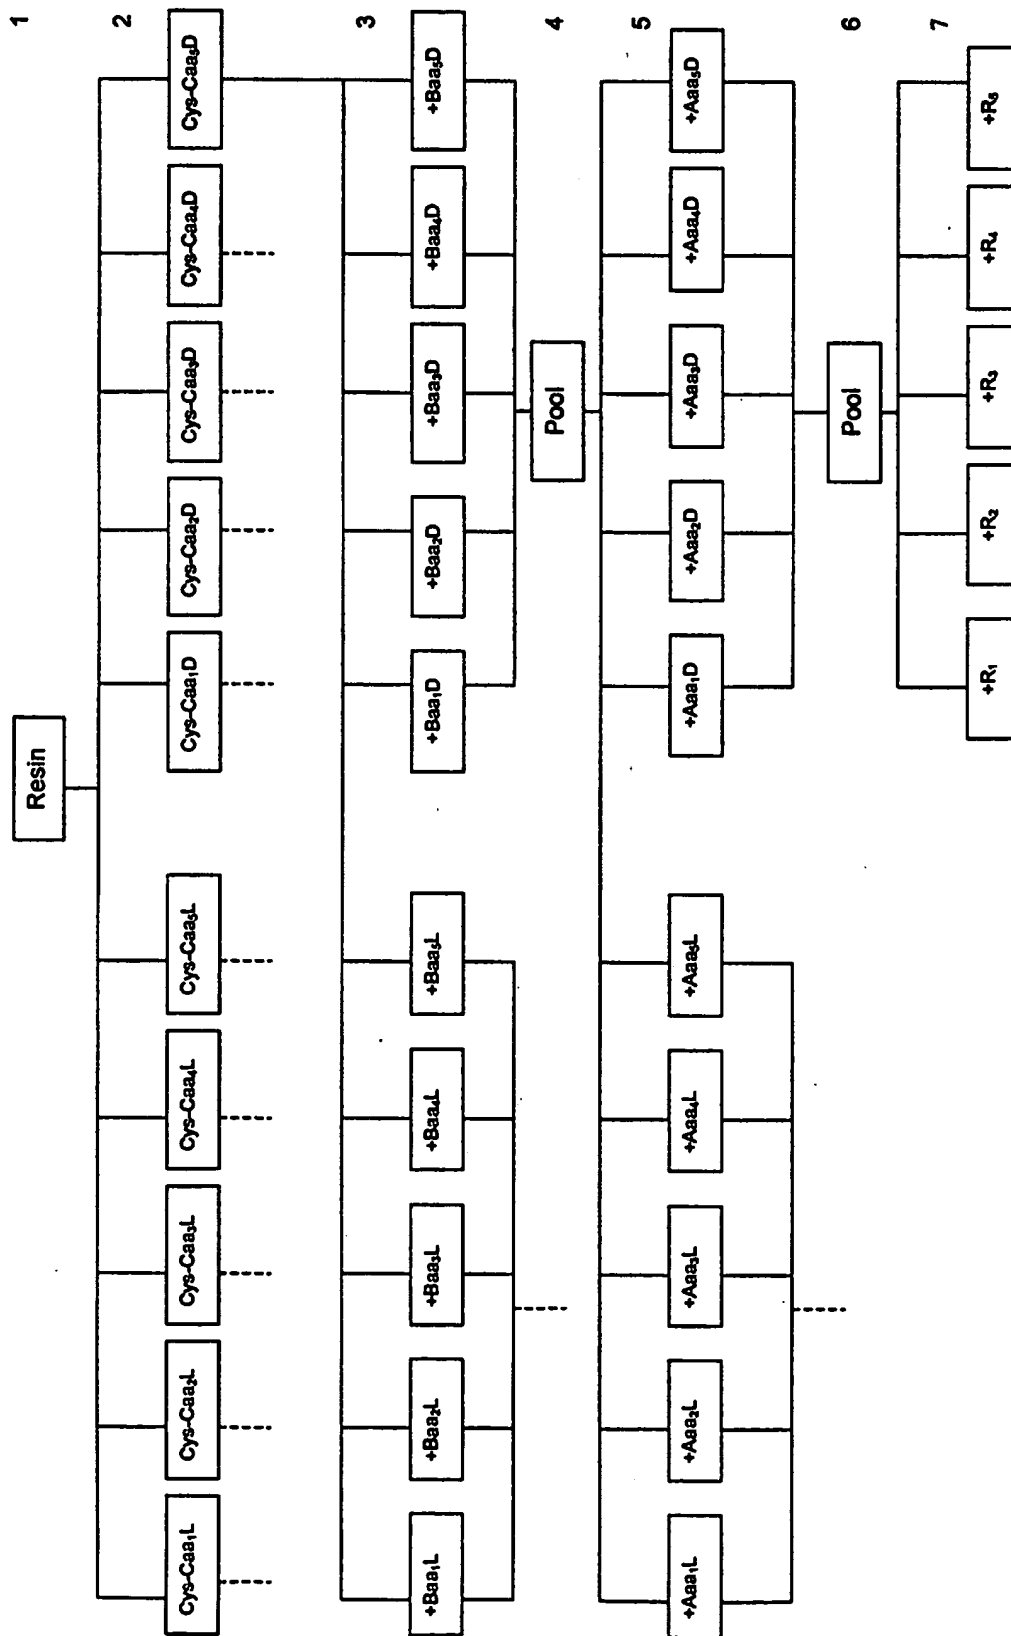 1
Resin
2
Cys-Caa₁L
Cys-Caa₂L
Cys-Caa₃L
Cys-Caa₄L
Cys-Caa₅L
Cys-Caa₁D
Cys-Caa₂D
Cys-Caa₃D
Cys-Caa₄D
Cys-Caa₅D
3
+Baa₁L
+Baa₂L
+Baa₃L
+Baa₄L
+Baa₅L
+Baa₁D
+Baa₂D
+Baa₃D
+Baa₄D
+Baa₅D
4
Pool
5
+Aaa₁L
+Aaa₂L
+Aaa₃L
+Aaa₄L
+Aaa₅L
+Aaa₁D
+Aaa₂D
+Aaa₃D
+Aaa₄D
+Aaa₅D
6
Pool
7
+R₁
+R₂
+R₃
+R₄
+R₅